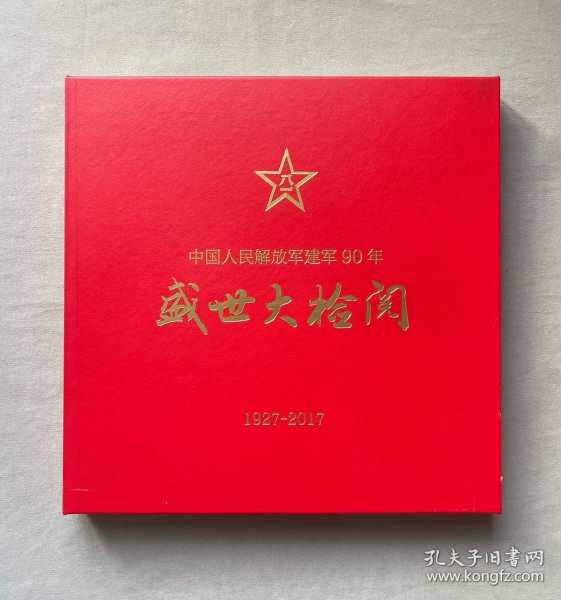 八一
中国人民解放军建军90年
盛世大检阅
1927-2017
孔夫子旧书网
www.kongfz.com